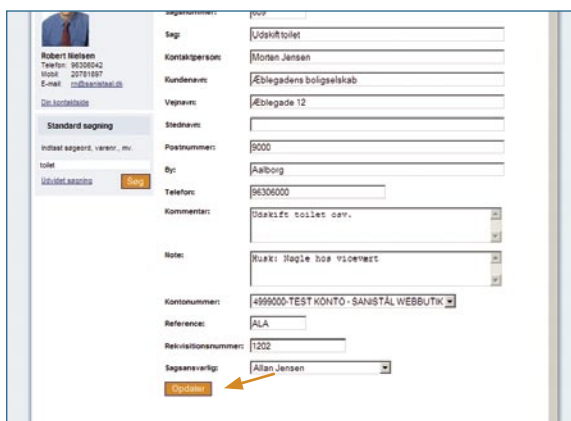 Robert Nielsen
Telefon: 96306042
Mobil: 20781897
E-mail: rn@sanistaal.dk
Din kontaktside
Standard søgning
Indtast søgeord, varenr., mv.
toilet
Udvidet søgning
Søg
Sagsnummer:
Sag: Udskift toilet
Kontaktperson: Morten Jensen
Kundenavn: Æblegadens boligselskab
Vejnavn: Æblegade 12
Stednavn:
Postnummer: 9000
By: Aalborg
Telefon: 96306000
Kommentar: Udskift toilet osv.
Note: Husk: Nøgle hos vicevært
Kontonummer: 4999000-TEST KONTO - SANISTÅL WEBBUTIK
Reference: ALA
Rekvisitionsnummer: 1202
Sagsansvarlig: Allan Jensen
Opdater